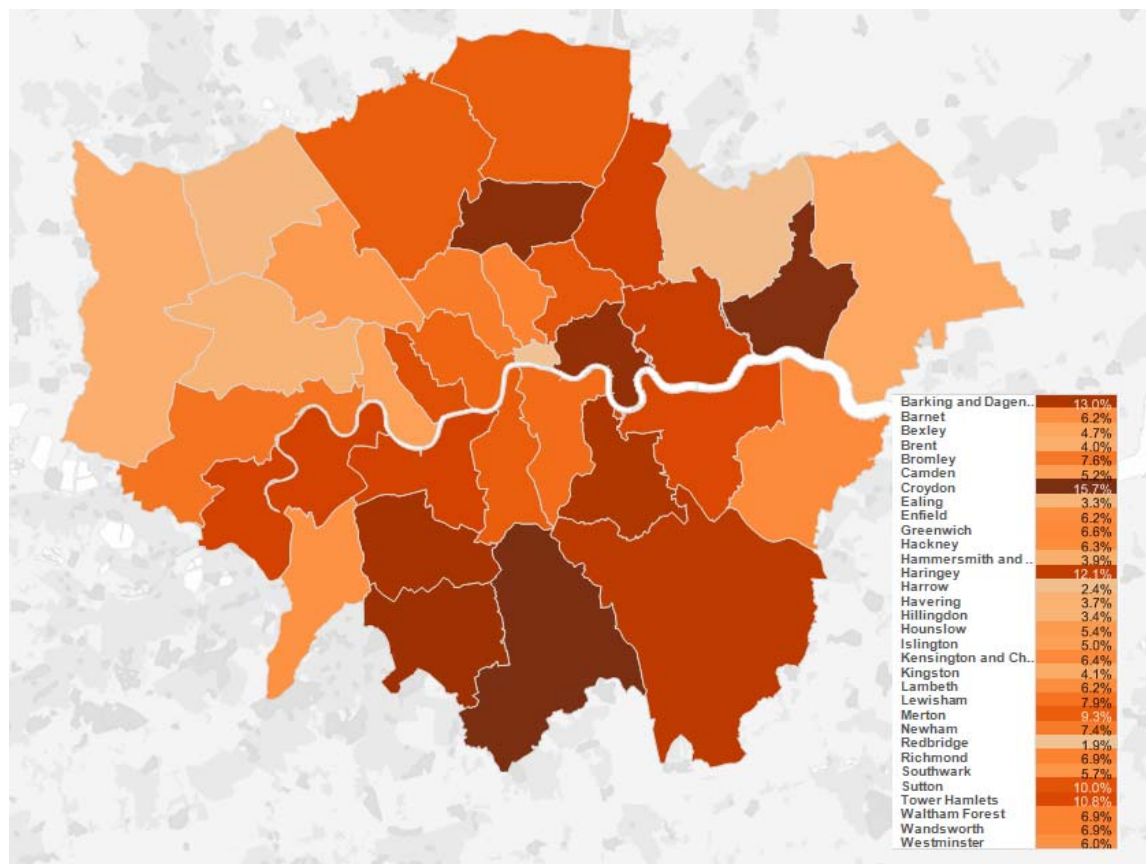 Barking and Dagen.. 13.0%
Barnet 6.2%
Bexley 4.7%
Brent 4.0%
Bromley 7.6%
Camden 5.2%
Croydon 15.7%
Ealing 3.3%
Enfield 6.2%
Greenwich 6.6%
Hackney 6.3%
Hammersmith and .. 3.9%
Haringey 12.1%
Harrow 2.4%
Havering 3.7%
Hillingdon 3.4%
Hounslow 5.4%
Islington 5.0%
Kensington and Ch.. 6.4%
Kingston 4.1%
Lambeth 6.2%
Lewisham 7.9%
Merton 9.3%
Newham 7.4%
Redbridge 1.9%
Richmond 6.9%
Southwark 5.7%
Sutton 10.0%
Tower Hamlets 10.8%
Waltham Forest 6.9%
Wandsworth 6.9%
Westminster 6.0%